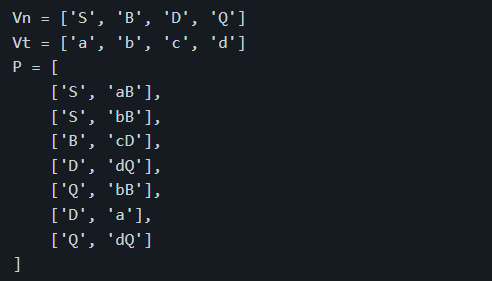 Vn = ['S', 'B', 'D', 'Q']
Vt = ['a', 'b', 'c', 'd']
P = [
    ['S', 'aB'],
    ['S', 'bB'],
    ['B', 'cD'],
    ['D', 'dQ'],
    ['Q', 'bB'],
    ['D', 'a'],
    ['Q', 'dQ']
]